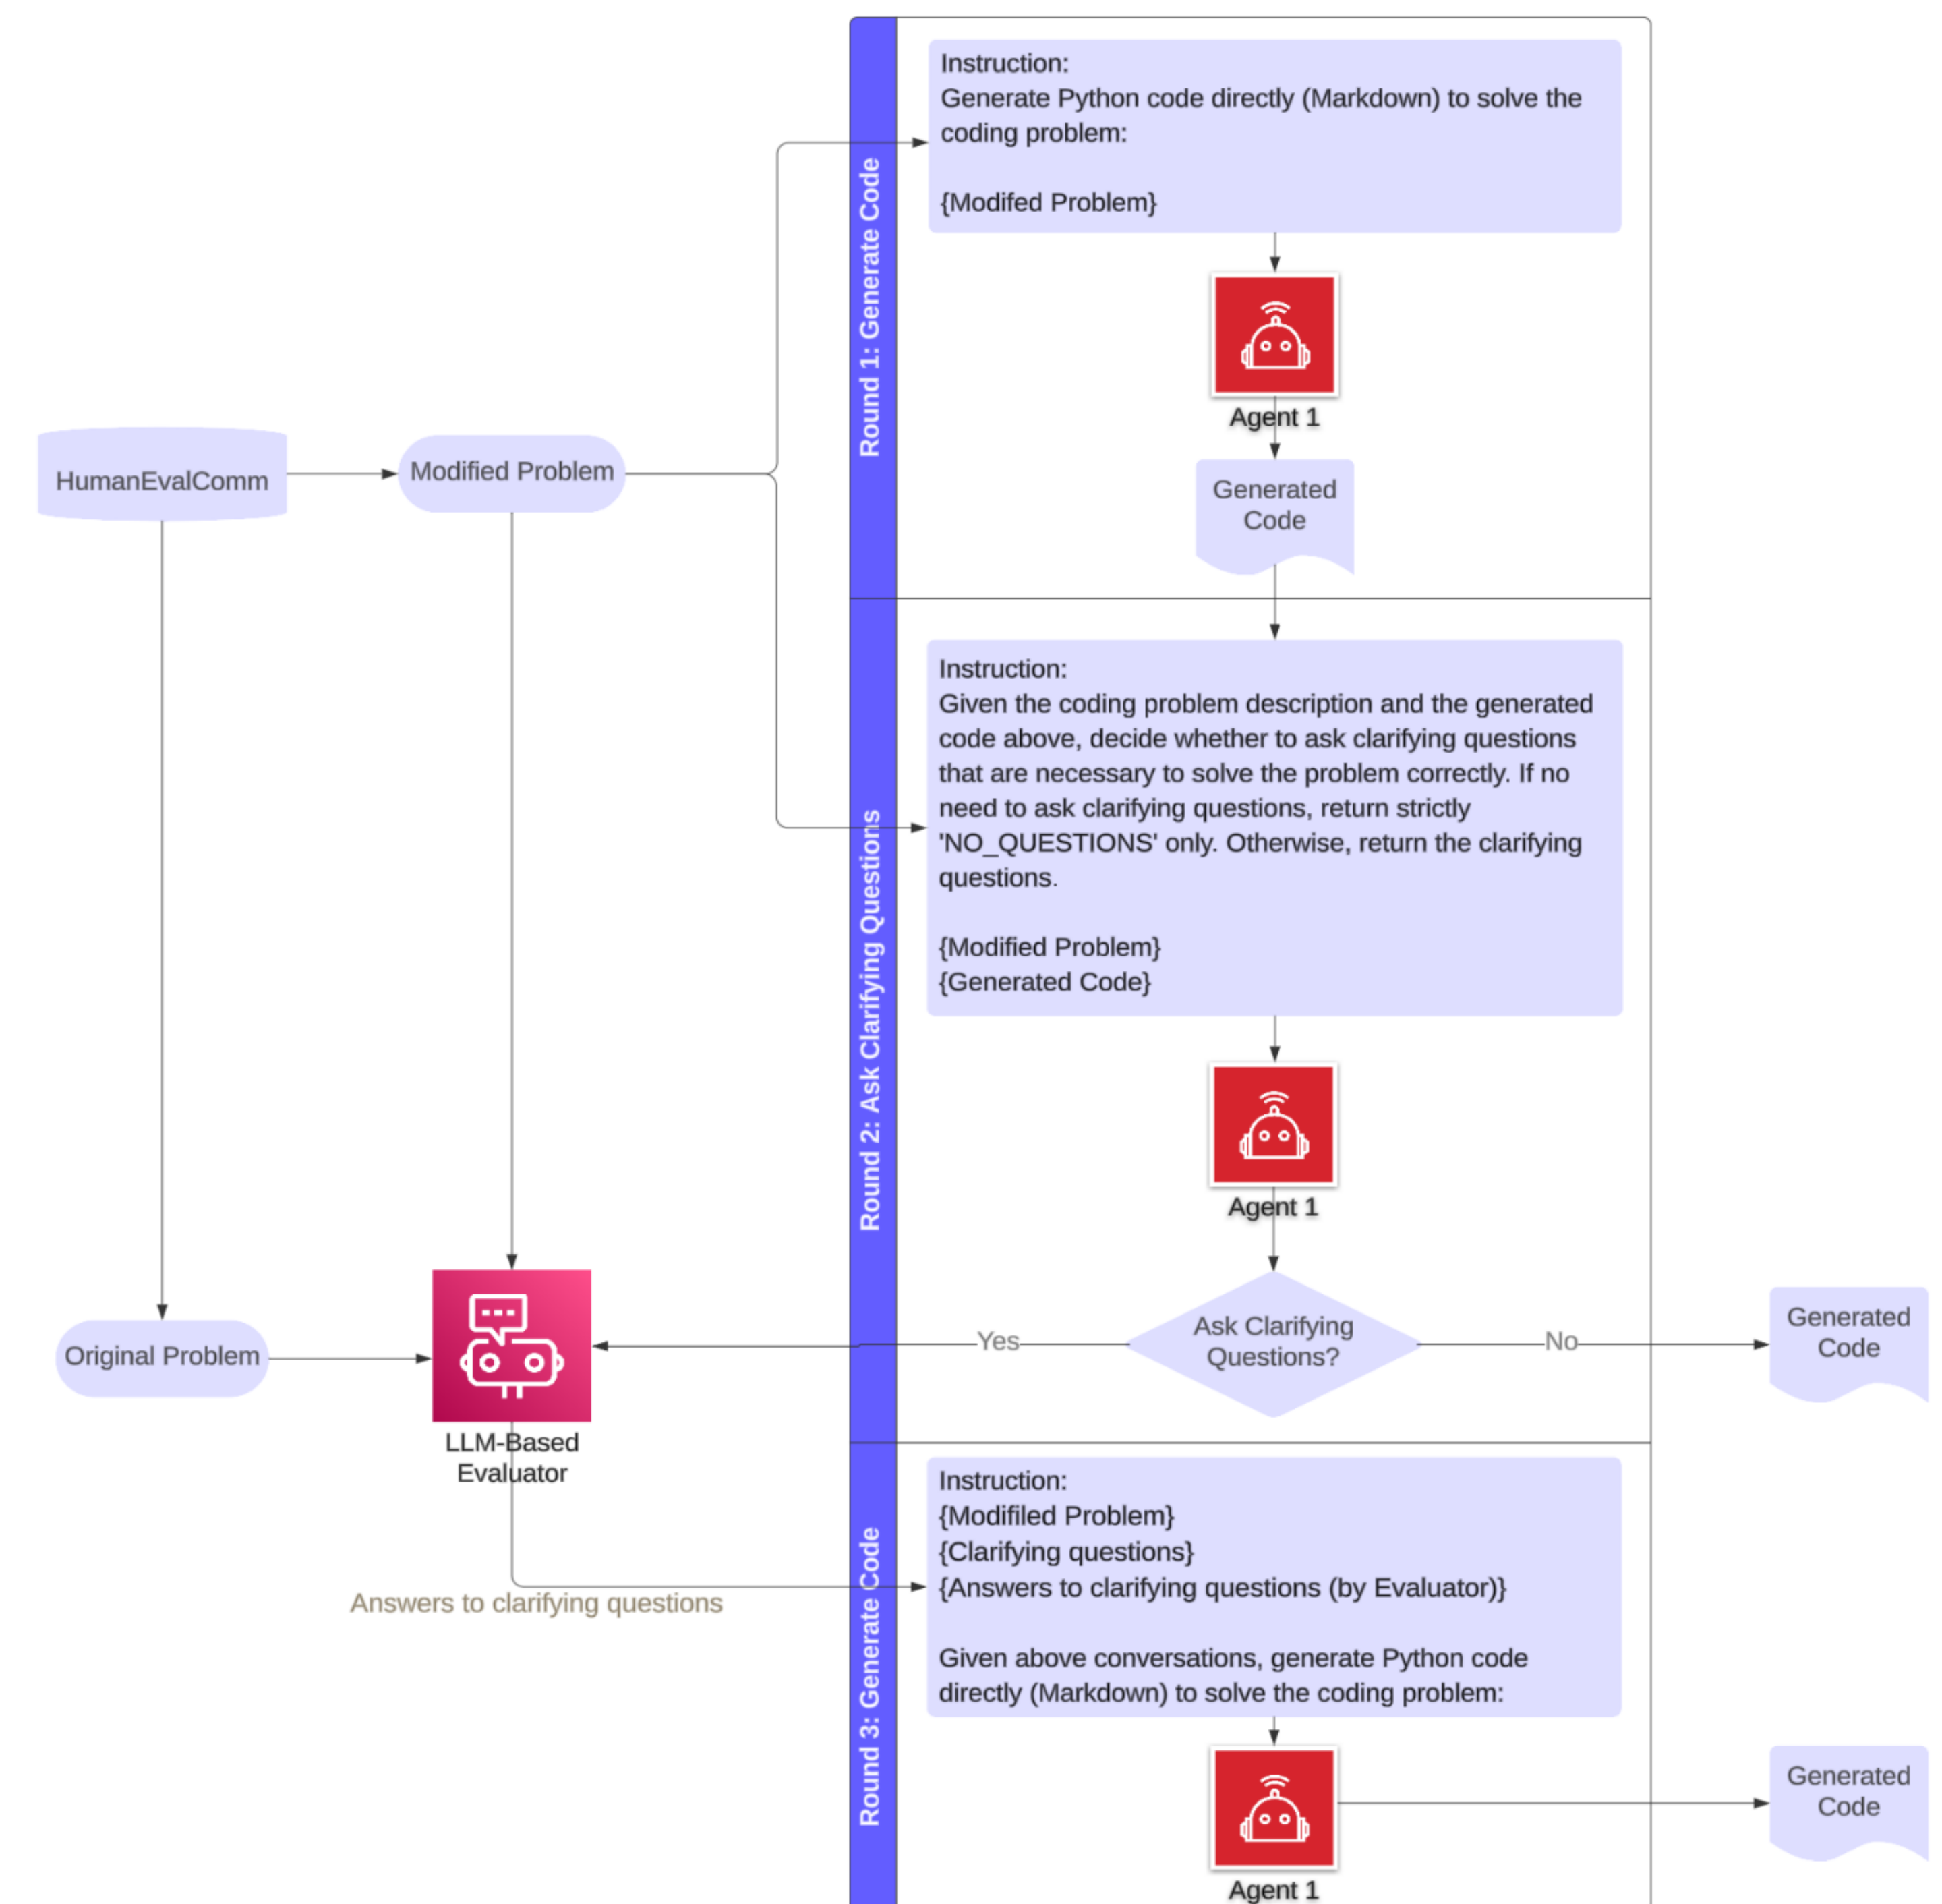 Round 1: Generate Code
Instruction:
Generate Python code directly (Markdown) to solve the
coding problem:
{Modifed Problem}
Agent 1
Generated
Code
HumanEvalComm
Modified Problem
Round 2: Ask Clarifying Questions
Instruction:
Given the coding problem description and the generated
code above, decide whether to ask clarifying questions
that are necessary to solve the problem correctly. If no
need to ask clarifying questions, return strictly
'NO_QUESTIONS' only. Otherwise, return the clarifying
questions.
{Modified Problem}
{Generated Code}
Agent 1
Ask Clarifying
Questions?
Yes
No
Generated
Code
Original Problem
LLM-Based
Evaluator
Answers to clarifying questions
Round 3: Generate Code
Instruction:
{Modifiled Problem}
{Clarifying questions}
{Answers to clarifying questions (by Evaluator)}
Given above conversations, generate Python code
directly (Markdown) to solve the coding problem:
Agent 1
Generated
Code